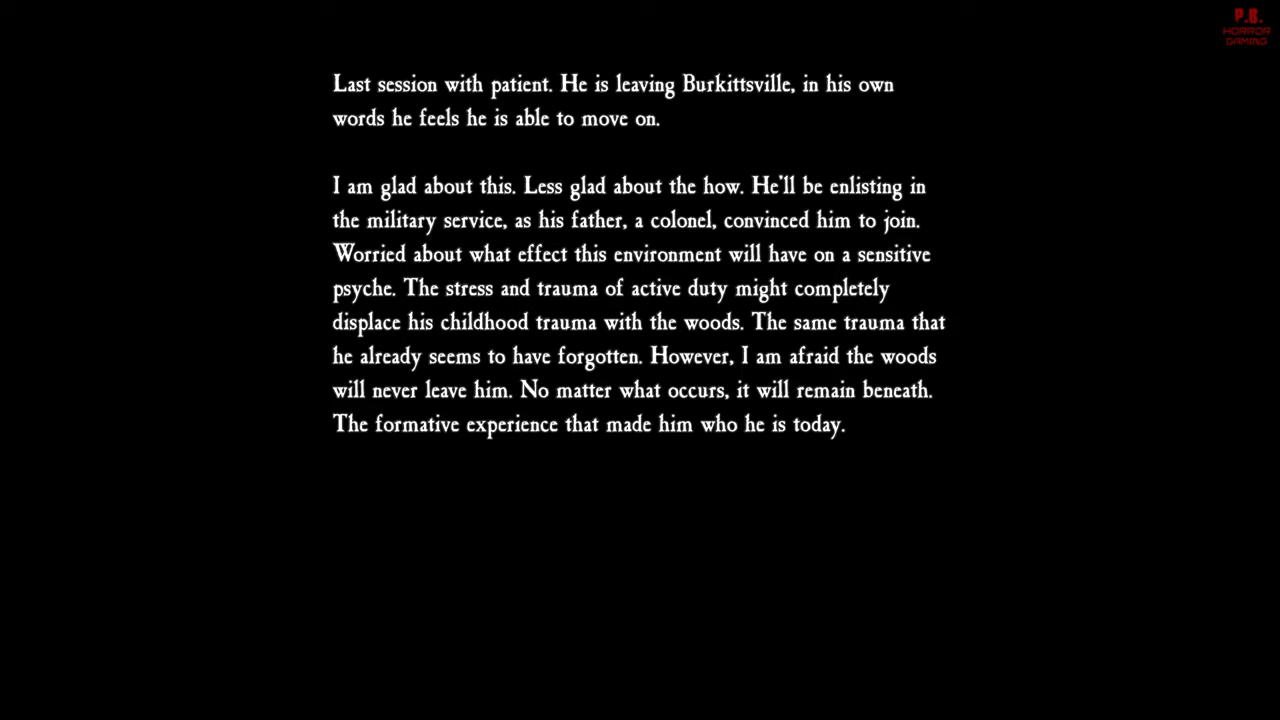 P.B.
HORROR
GAMING
Last session with patient. He is leaving Burkittsville, in his own
words he feels he is able to move on.
I am glad about this. Less glad about the how. He'll be enlisting in
the military service, as his father, a colonel, convinced him to join.
Worried about what effect this environment will have on a sensitive
psyche. The stress and trauma of active duty might completely
displace his childhood trauma with the woods. The same trauma that
he already seems to have forgotten. However, I am afraid the woods
will never leave him. No matter what occurs, it will remain beneath.
The formative experience that made him who he is today.